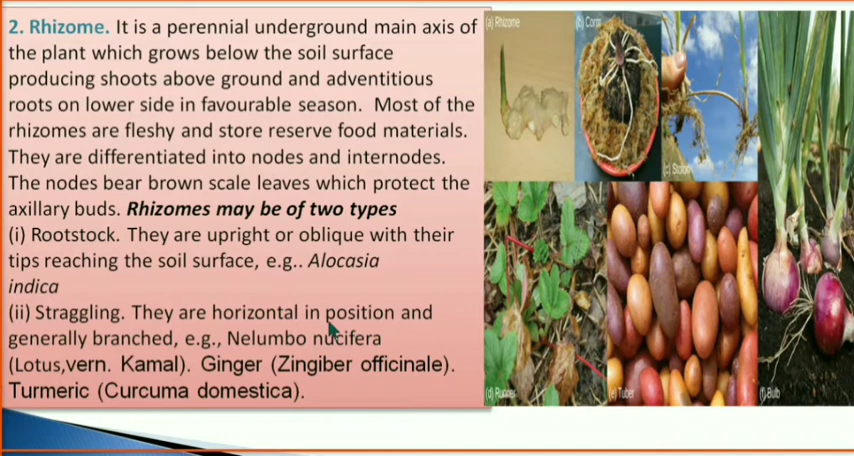 2. Rhizome. It is a perennial underground main axis of
the plant which grows below the soil surface
producing shoots above ground and adventitious
roots on lower side in favourable season. Most of the
rhizomes are fleshy and store reserve food materials.
They are differentiated into nodes and internodes.
The nodes bear brown scale leaves which protect the
axillary buds. Rhizomes may be of two types
(i) Rootstock. They are upright or oblique with their
tips reaching the soil surface, e.g.. Alocasia
indica
(ii) Straggling. They are horizontal in position and
generally branched, e.g., Nelumbo nucifera
(Lotus,vern. Kamal). Ginger (Zingiber officinale).
Turmeric (Curcuma domestica).
(a) Rhizome
(b) Corm
(c) Stolon
(d) Runner
(e) Tuber
(f) Bulb